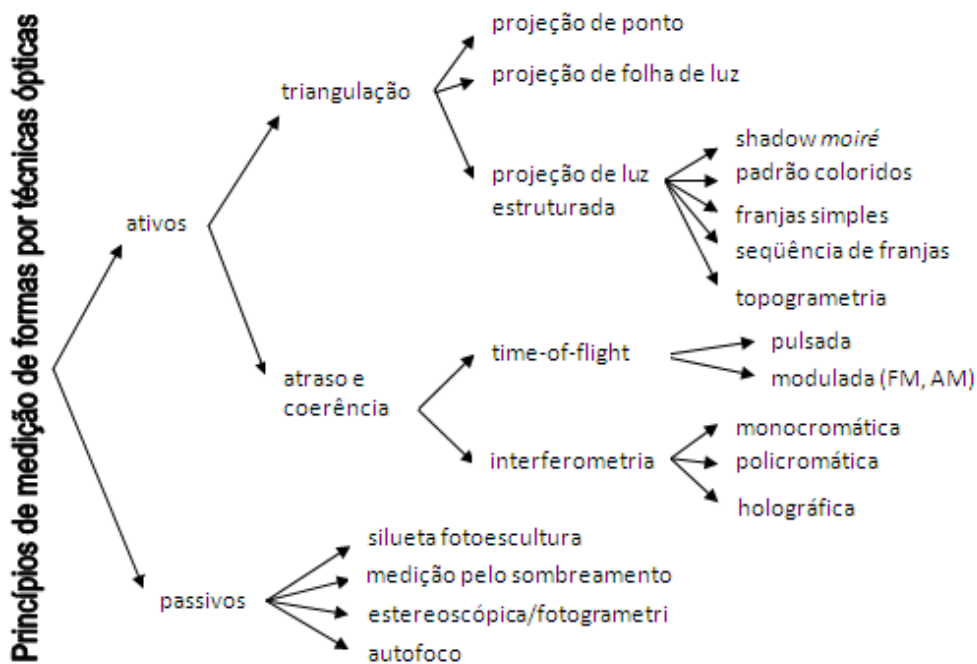 Princípios de medição de formas por técnicas ópticas
ativos
triangulação
projeção de ponto
projeção de folha de luz
projeção de luz
estruturada
shadow moiré
padrão coloridos
franjas simples
seqüência de franjas
topogrametria
atraso e
coerência
time-of-flight
pulsada
modulada (FM, AM)
interferometria
monocromática
policromática
holográfica
passivos
silueta fotoescultura
medição pelo sombreamento
estereoscópica/fotogrametri
autofoco